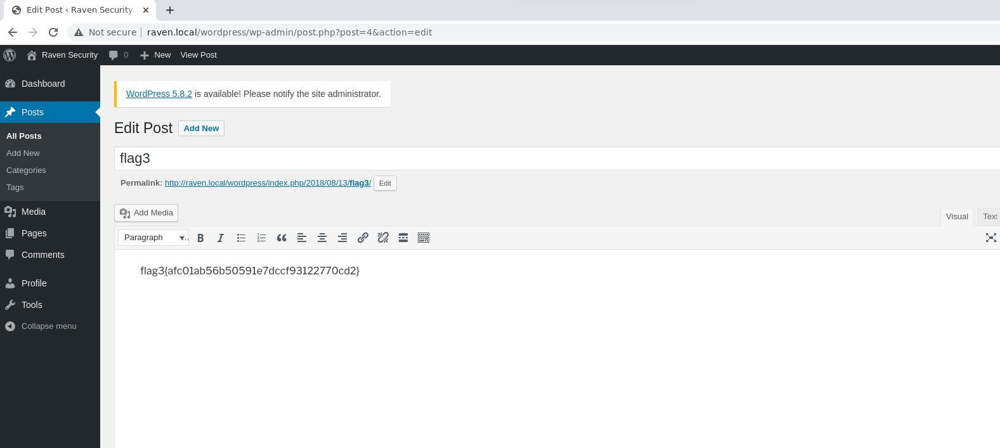 Edit Post ‹ Raven Security
Not secure
raven.local/wordpress/wp-admin/post.php?post=4&action=edit
Raven Security
0
New
View Post
Dashboard
Posts
All Posts
Add New
Categories
Tags
Media
Pages
Comments
Profile
Tools
Collapse menu
WordPress 5.8.2 is available! Please notify the site administrator.
Edit Post
Add New
flag3
Permalink: http://raven.local/wordpress/index.php/2018/08/13/flag3/
Edit
Add Media
Visual
Text
Paragraph
flag3{afc01ab56b50591e7dccf93122770cd2}